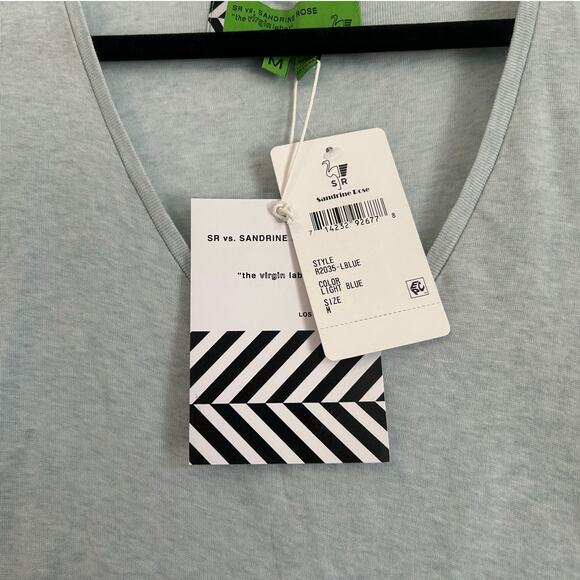 SR vs. SANDRINE ROSE
"the virgin label"
M
S R
Sandrine Rose
7 14232 92677 8
STYLE
R2035-LBLUE
COLOR
LIGHT BLUE
SIZE
M
SR vs. SANDRINE
"the virgin lab
LOS